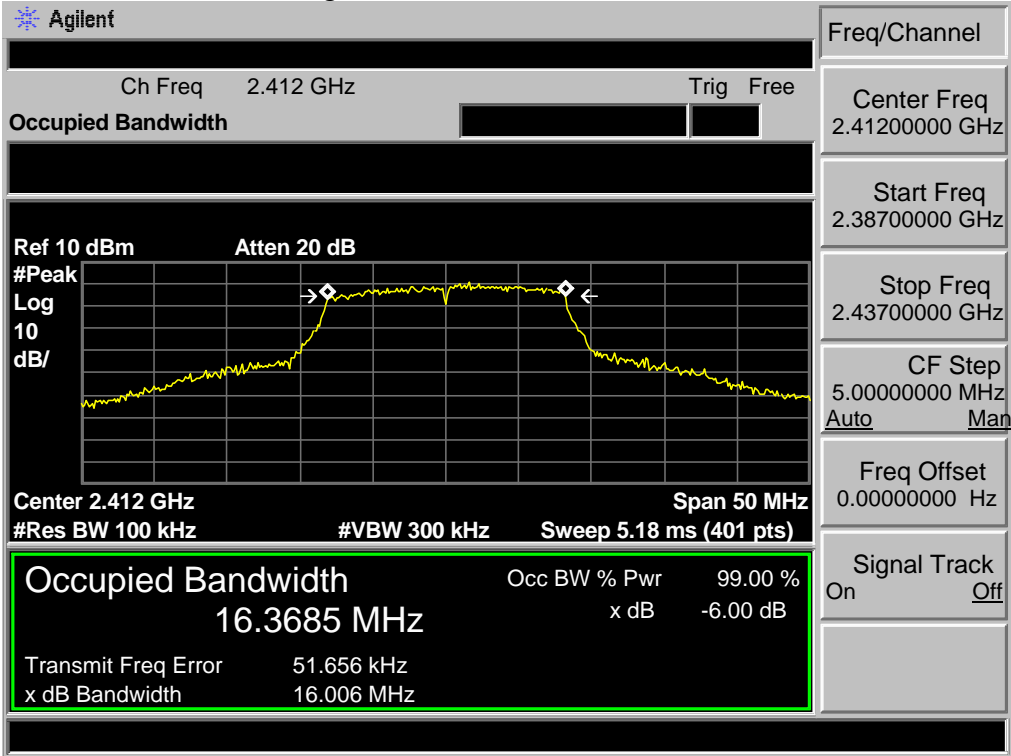 Agilent
Freq/Channel
Ch Freq 2.412 GHz Trig Free
Occupied Bandwidth
Center Freq
2.41200000 GHz
Start Freq
2.38700000 GHz
Stop Freq
2.43700000 GHz
CF Step
5.00000000 MHz
Auto Man
Freq Offset
0.00000000 Hz
Signal Track
On Off
Ref 10 dBm Atten 20 dB
#Peak
Log
10
dB/
Center 2.412 GHz Span 50 MHz
#Res BW 100 kHz #VBW 300 kHz Sweep 5.18 ms (401 pts)
Occupied Bandwidth Occ BW % Pwr 99.00 %
16.3685 MHz x dB -6.00 dB
Transmit Freq Error 51.656 kHz
x dB Bandwidth 16.006 MHz